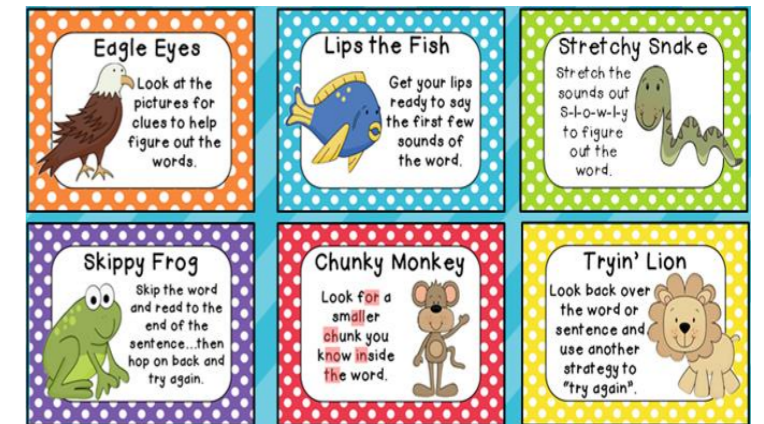 Eagle Eyes
Look at the
pictures for
clues to help
figure out the
words.
Lips the Fish
Get your lips
ready to say
the first few
sounds of
the word.
Stretchy Snake
Stretch the
sounds out
S-l-o-w-l-y
to figure
out the
word.
Skippy Frog
Skip the word
and read to the
end of the
sentence...then
hop on back and
try again.
Chunky Monkey
Look for a
smaller
chunk you
know inside
the word.
Tryin' Lion
Look back over
the word or
sentence and
use another
strategy to
"try again".